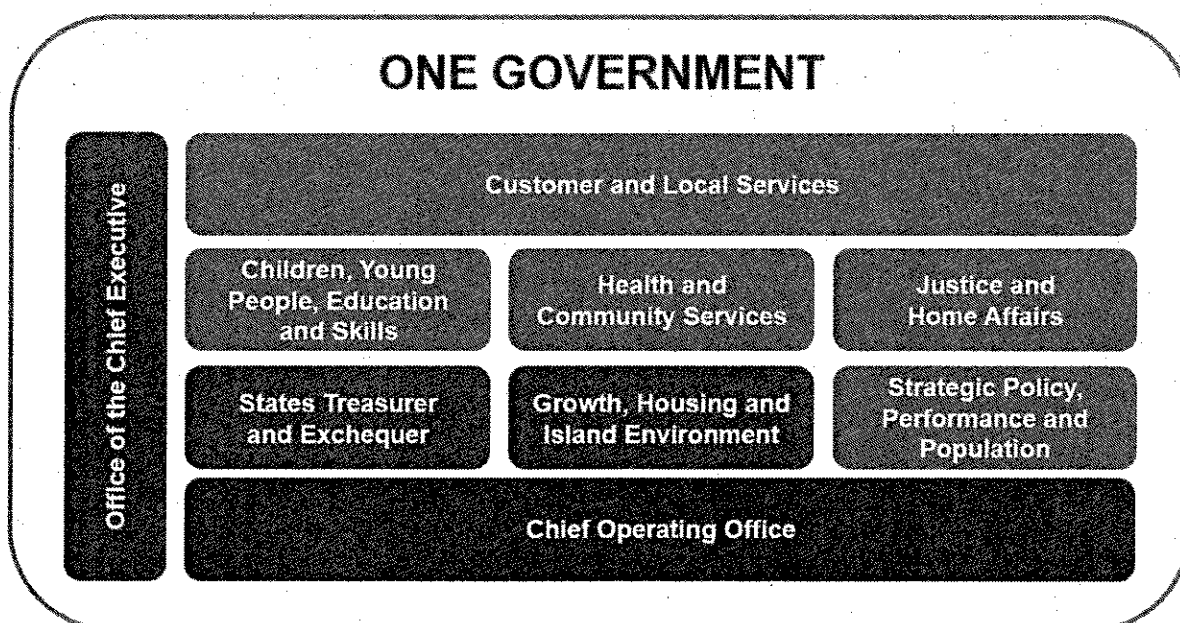 ONE GOVERNMENT
Office of the Chief Executive
Customer and Local Services
Children, Young
People, Education
and Skills
Health and
Community Services
Justice and
Home Affairs
States Treasurer
and Exchequer
Growth, Housing and
Island Environment
Strategic Policy,
Performance and
Population
Chief Operating Office